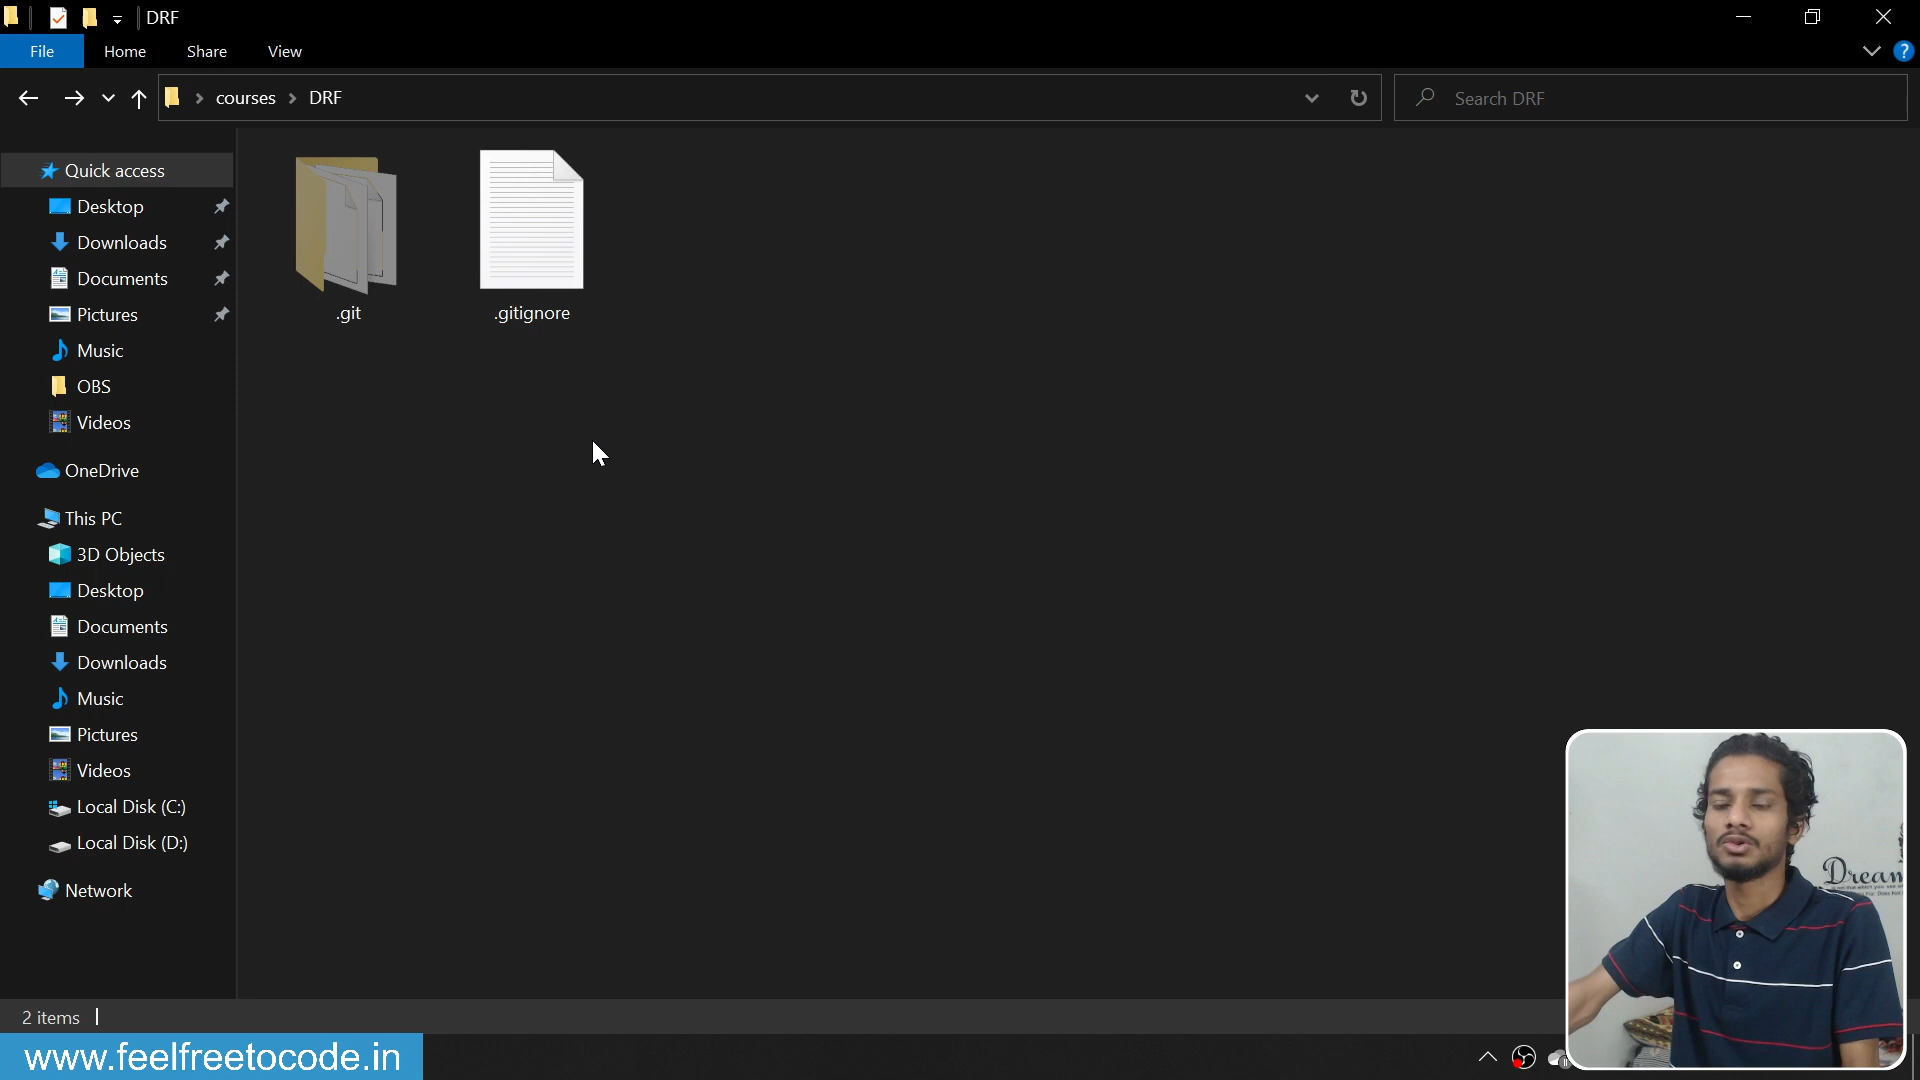 DRF
File
Home
Share
View
courses
DRF
Search DRF
Quick access
Desktop
Downloads
Documents
Pictures
Music
OBS
Videos
OneDrive
This PC
3D Objects
Desktop
Documents
Downloads
Music
Pictures
Videos
Local Disk (C:)
Local Disk (D:)
Network
.git
.gitignore
2 items
www.feelfreetocode.in
Dream